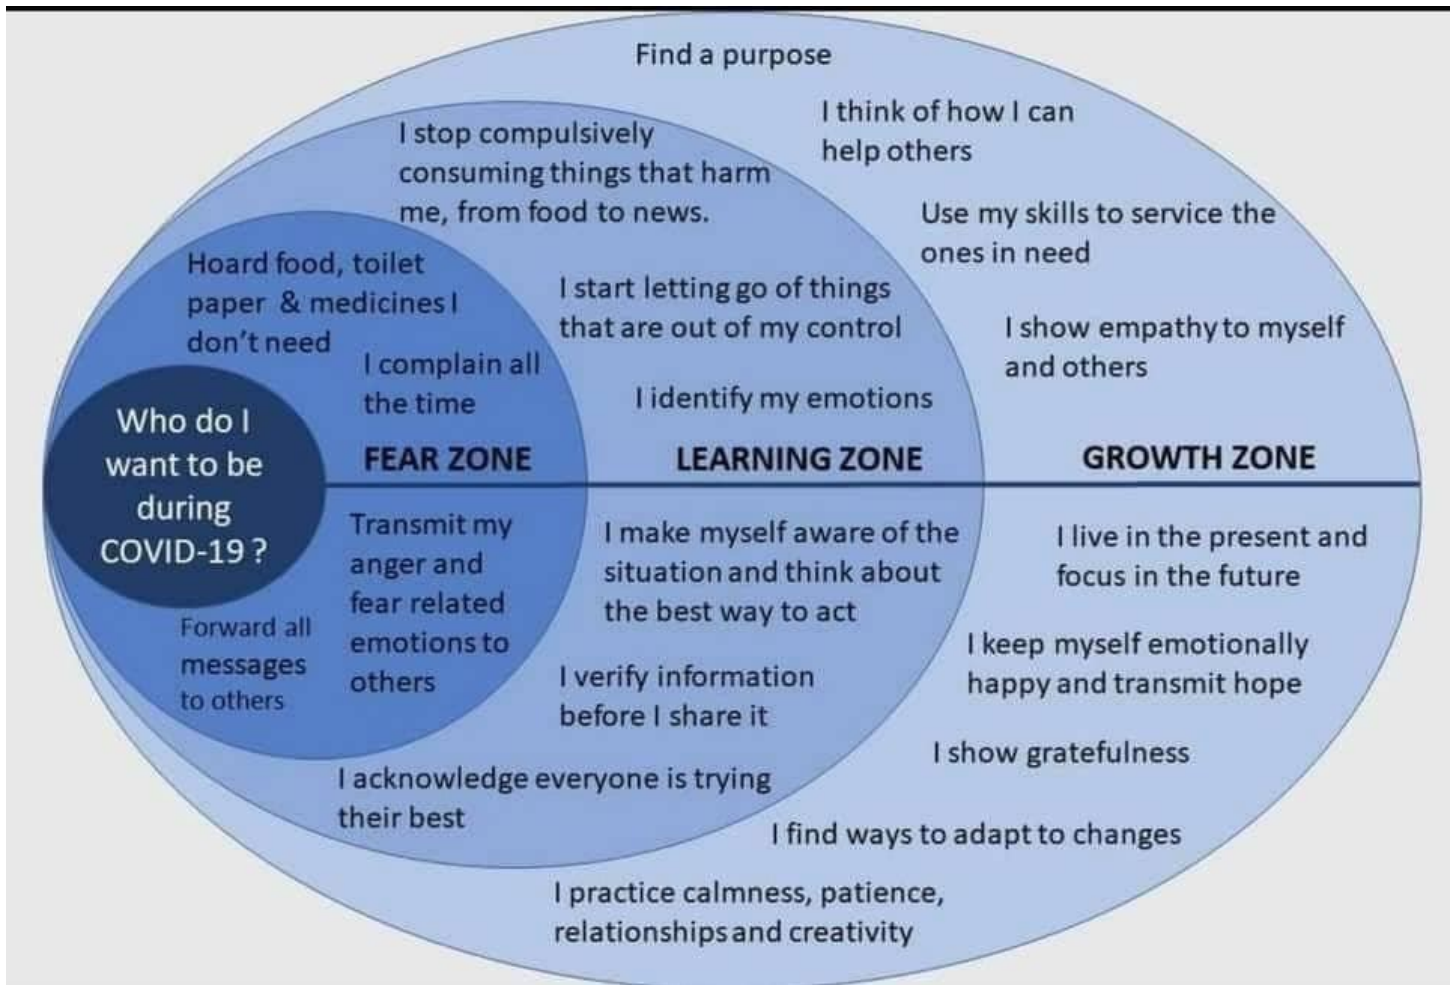 Find a purpose
I think of how I can
help others
Use my skills to service the
ones in need
I show empathy to myself
and others
I stop compulsively
consuming things that harm
me, from food to news.
I start letting go of things
that are out of my control
I identify my emotions
Hoard food, toilet
paper & medicines I
don't need
I complain all
the time
Who do I
want to be
during
COVID-19 ?
FEAR ZONE
LEARNING ZONE
GROWTH ZONE
Transmit my
anger and
fear related
emotions to
others
Forward all
messages
to others
I make myself aware of the
situation and think about
the best way to act
I verify information
before I share it
I acknowledge everyone is trying
their best
I live in the present and
focus in the future
I keep myself emotionally
happy and transmit hope
I show gratefulness
I find ways to adapt to changes
I practice calmness, patience,
relationships and creativity